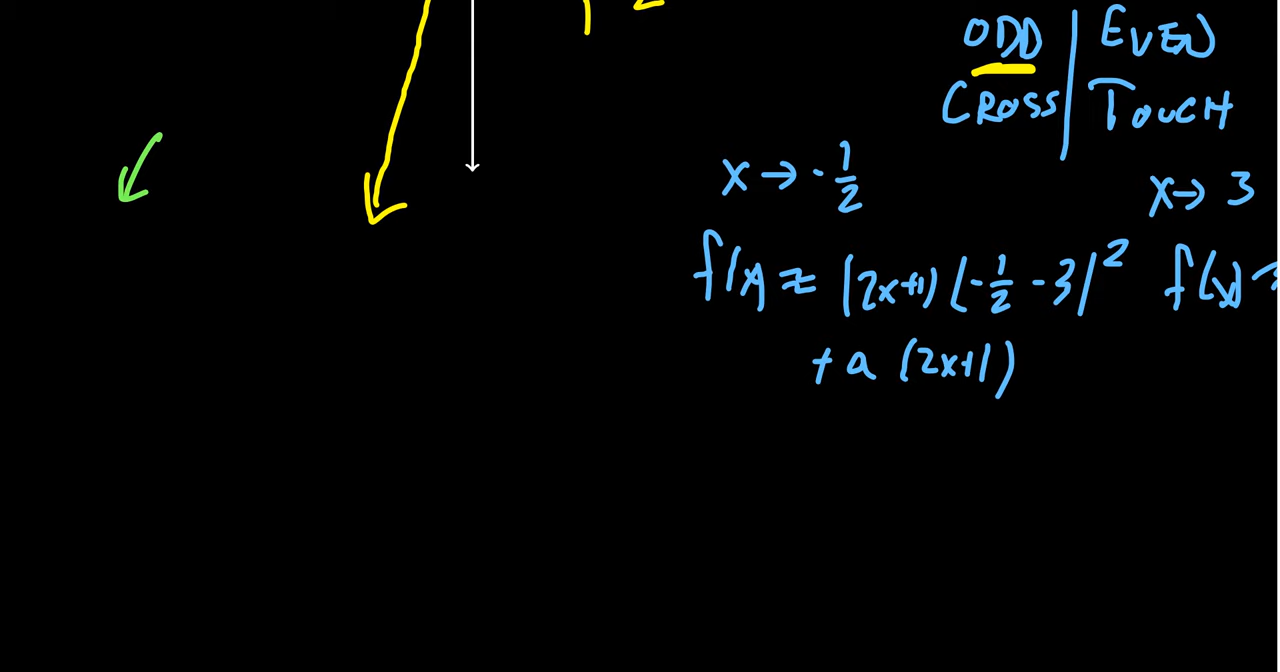 ODD | EVEN
CROSS | TOUCH
x → -1/2
x → 3
f(x) ≈ (2x+1) (-1/2 - 3)^2
f(x) ≈
+ a (2x+1)